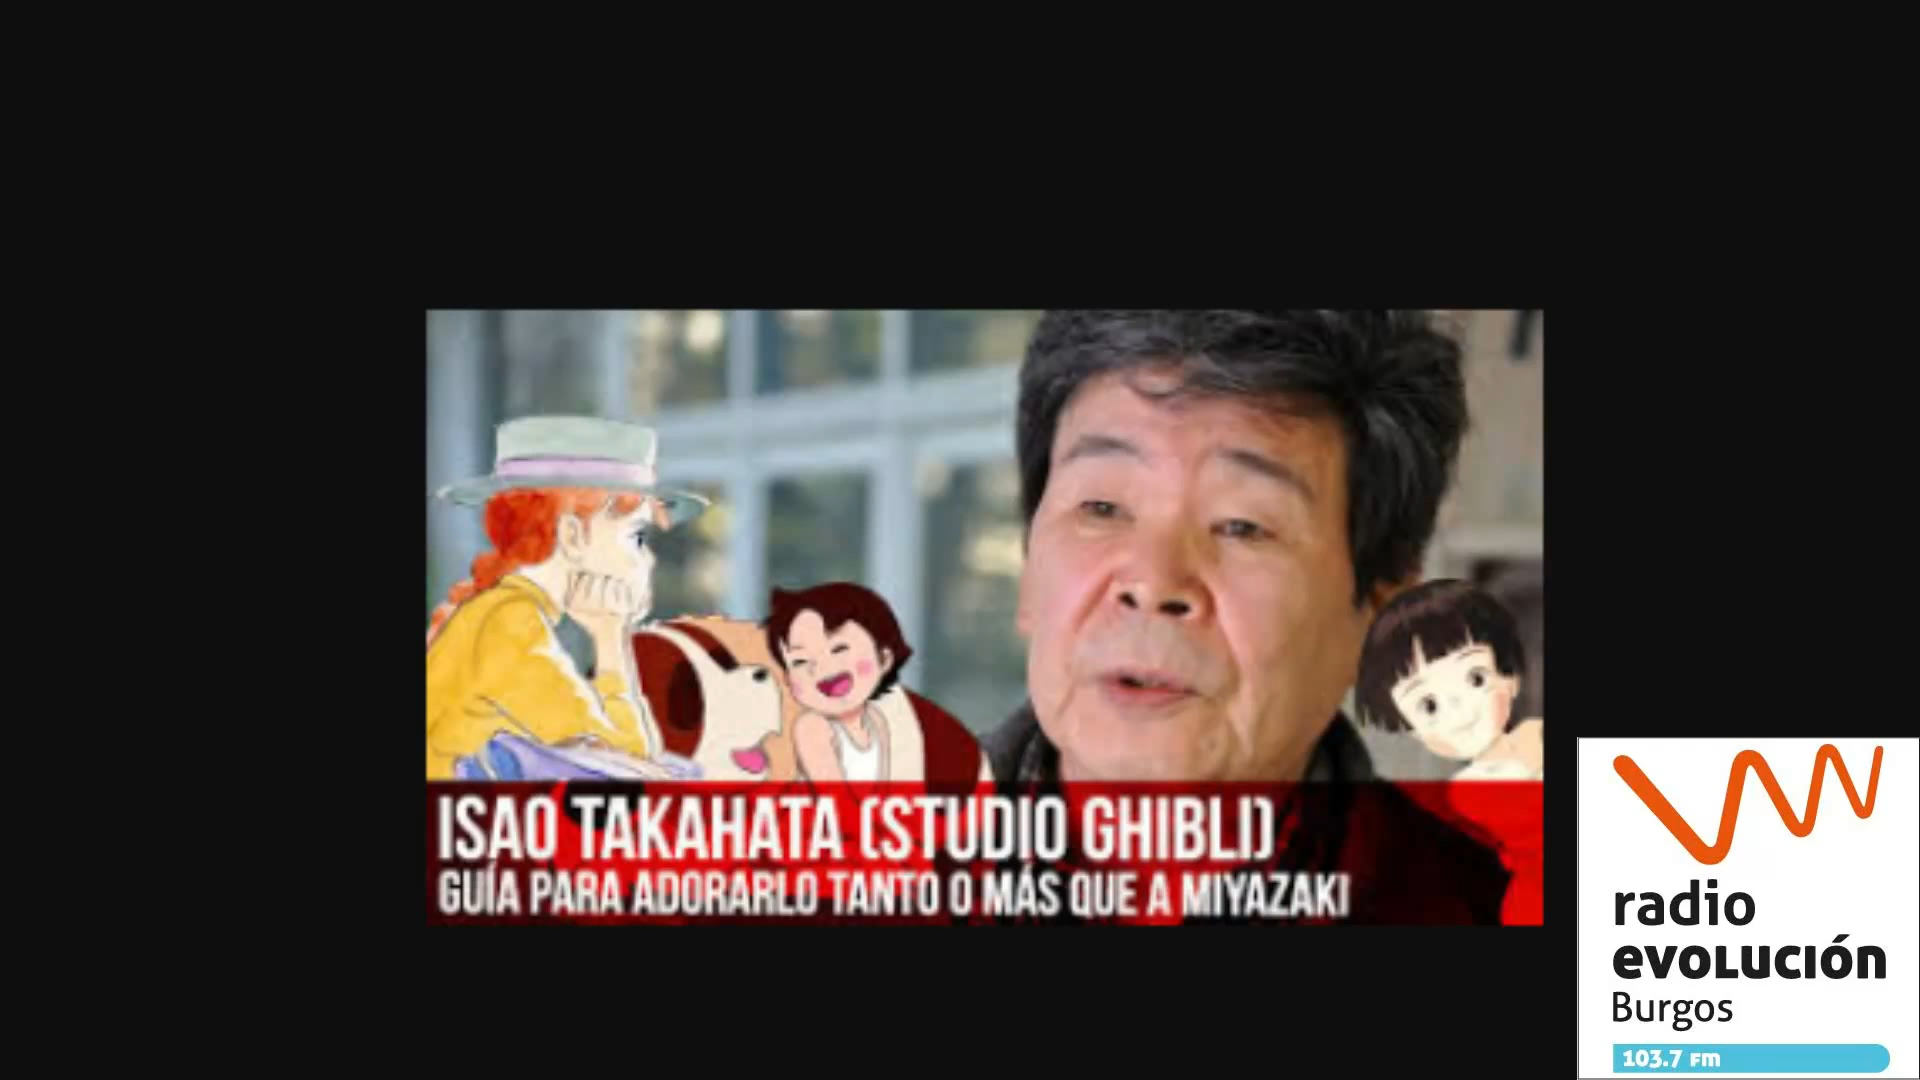 ISAO TAKAHATA (STUDIO GHIBLI)
GUÍA PARA ADORARLO TANTO O MÁS QUE A MIYAZAKI
radio
evolución
Burgos
103.7 FM